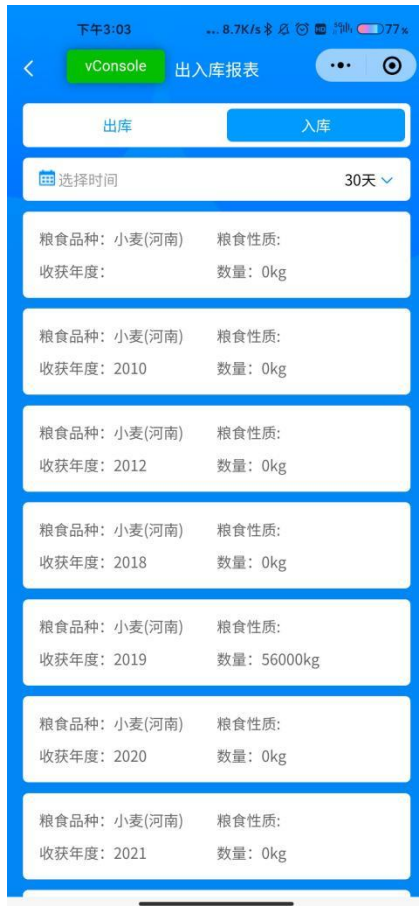 下午3:03
... 8.7K/s 77%
vConsole
出入库报表
出库
入库
选择时间
30天
粮食品种：小麦(河南)
粮食性质:
收获年度：
数量：0kg
粮食品种：小麦(河南)
粮食性质:
收获年度：2010
数量：0kg
粮食品种：小麦(河南)
粮食性质:
收获年度：2012
数量：0kg
粮食品种：小麦(河南)
粮食性质:
收获年度：2018
数量：0kg
粮食品种：小麦(河南)
粮食性质:
收获年度：2019
数量：56000kg
粮食品种：小麦(河南)
粮食性质:
收获年度：2020
数量：0kg
粮食品种：小麦(河南)
粮食性质:
收获年度：2021
数量：0kg